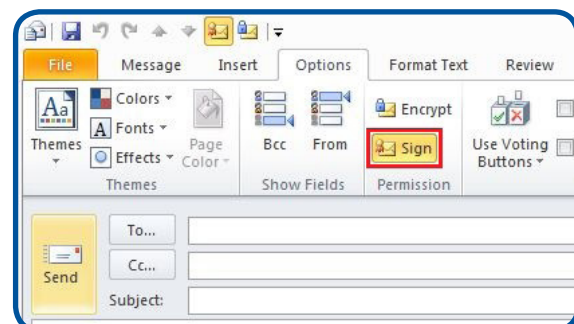 File Message Insert Options Format Text Review
Aa
Themes
Colors
A Fonts
Effects
Page
Color
Themes
Bcc From
Show Fields
Encrypt
Sign
Permission
Use Voting
Buttons
Send
To...
Cc...
Subject: